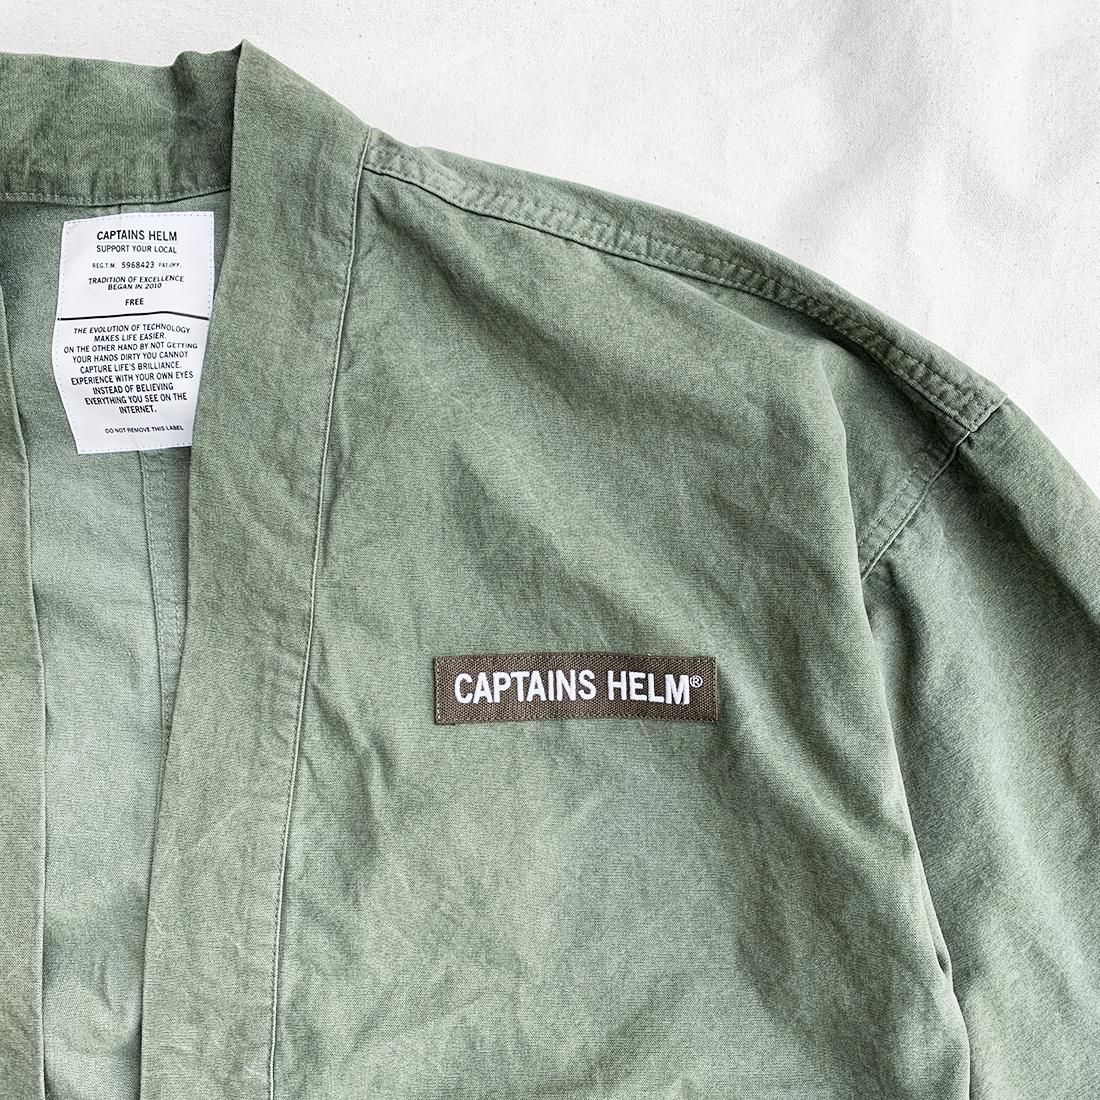 CAPTAINS HELM
SUPPORT YOUR LOCAL
REG.T.M. 5968423 PAT.OFF.
TRADITION OF EXCELLENCE
BEGAN IN 2010
FREE
THE EVOLUTION OF TECHNOLOGY
MAKES LIFE EASIER.
ON THE OTHER HAND BY NOT GETTING
YOUR HANDS DIRTY YOU CANNOT
CAPTURE LIFE'S BRILLIANCE.
EXPERIENCE WITH YOUR OWN EYES
INSTEAD OF BELIEVING
EVERYTHING YOU SEE ON THE
INTERNET.
DO NOT REMOVE THIS LABEL
CAPTAINS HELM®